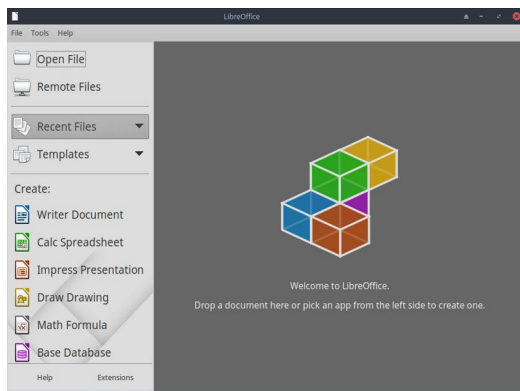 LibreOffice
File Tools Help
Open File
Remote Files
Recent Files
Templates
Create:
Writer Document
Calc Spreadsheet
Impress Presentation
Draw Drawing
Math Formula
Base Database
Help Extensions
Welcome to LibreOffice.
Drop a document here or pick an app from the left side to create one.